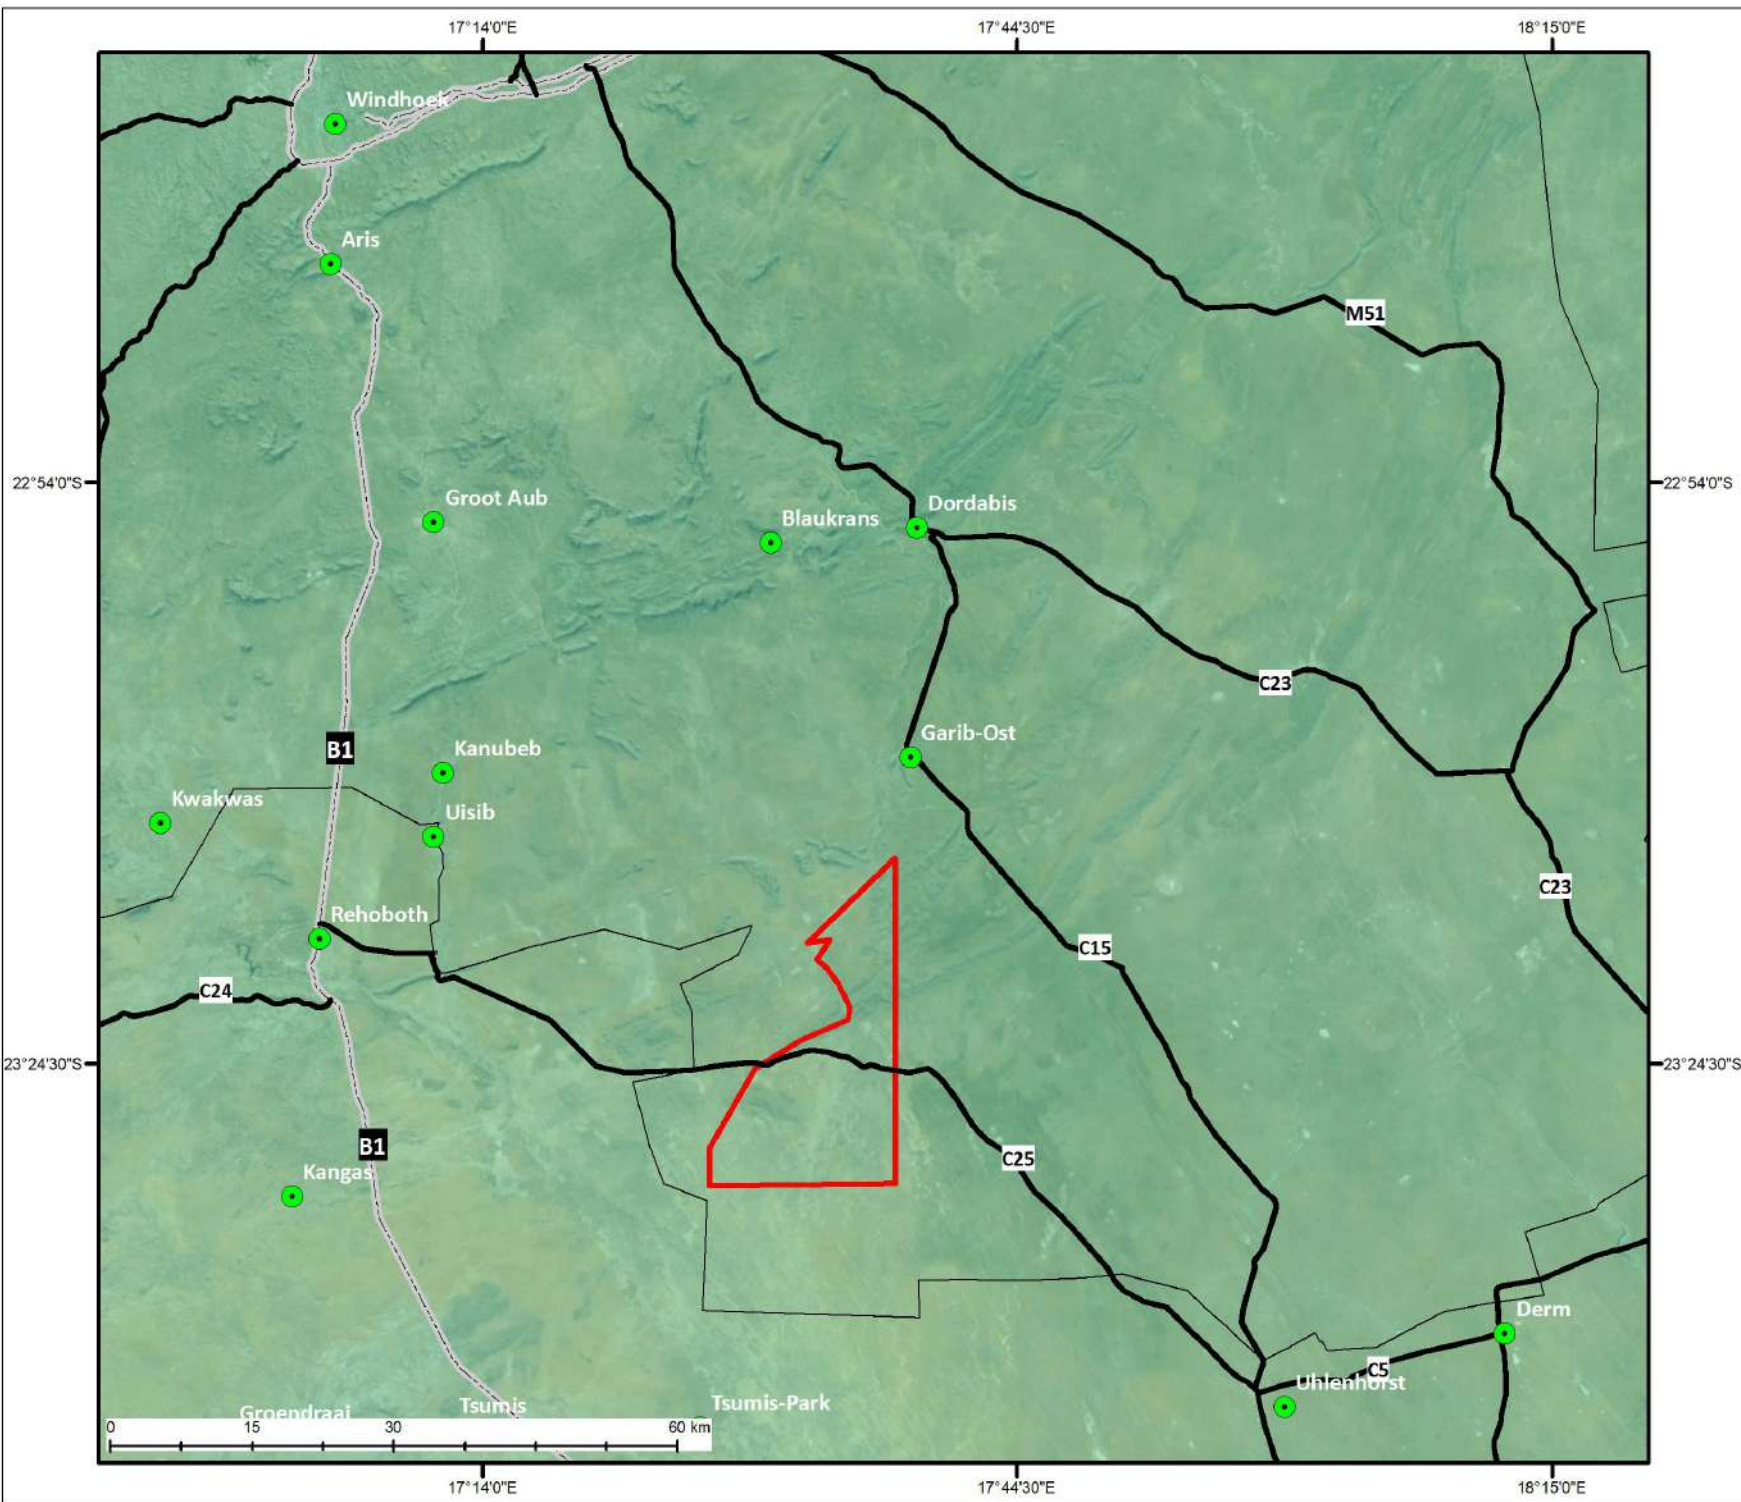 17°14'0"E
17°44'30"E
18°15'0"E
Windhoek
Aris
M51
22°54'0"S
22°54'0"S
Groot Aub
Blaukrans
Dordabis
C23
Garib-Ost
B1
Kanubeb
Kwakwas
Uisib
C23
Rehoboth
C15
C24
23°24'30"S
23°24'30"S
B1
C25
Kangas
Derm
C5
Uhlenhorst
Tsumis
Tsumis-Park
Groendraai
0 15 30 60 km
17°14'0"E
17°44'30"E
18°15'0"E